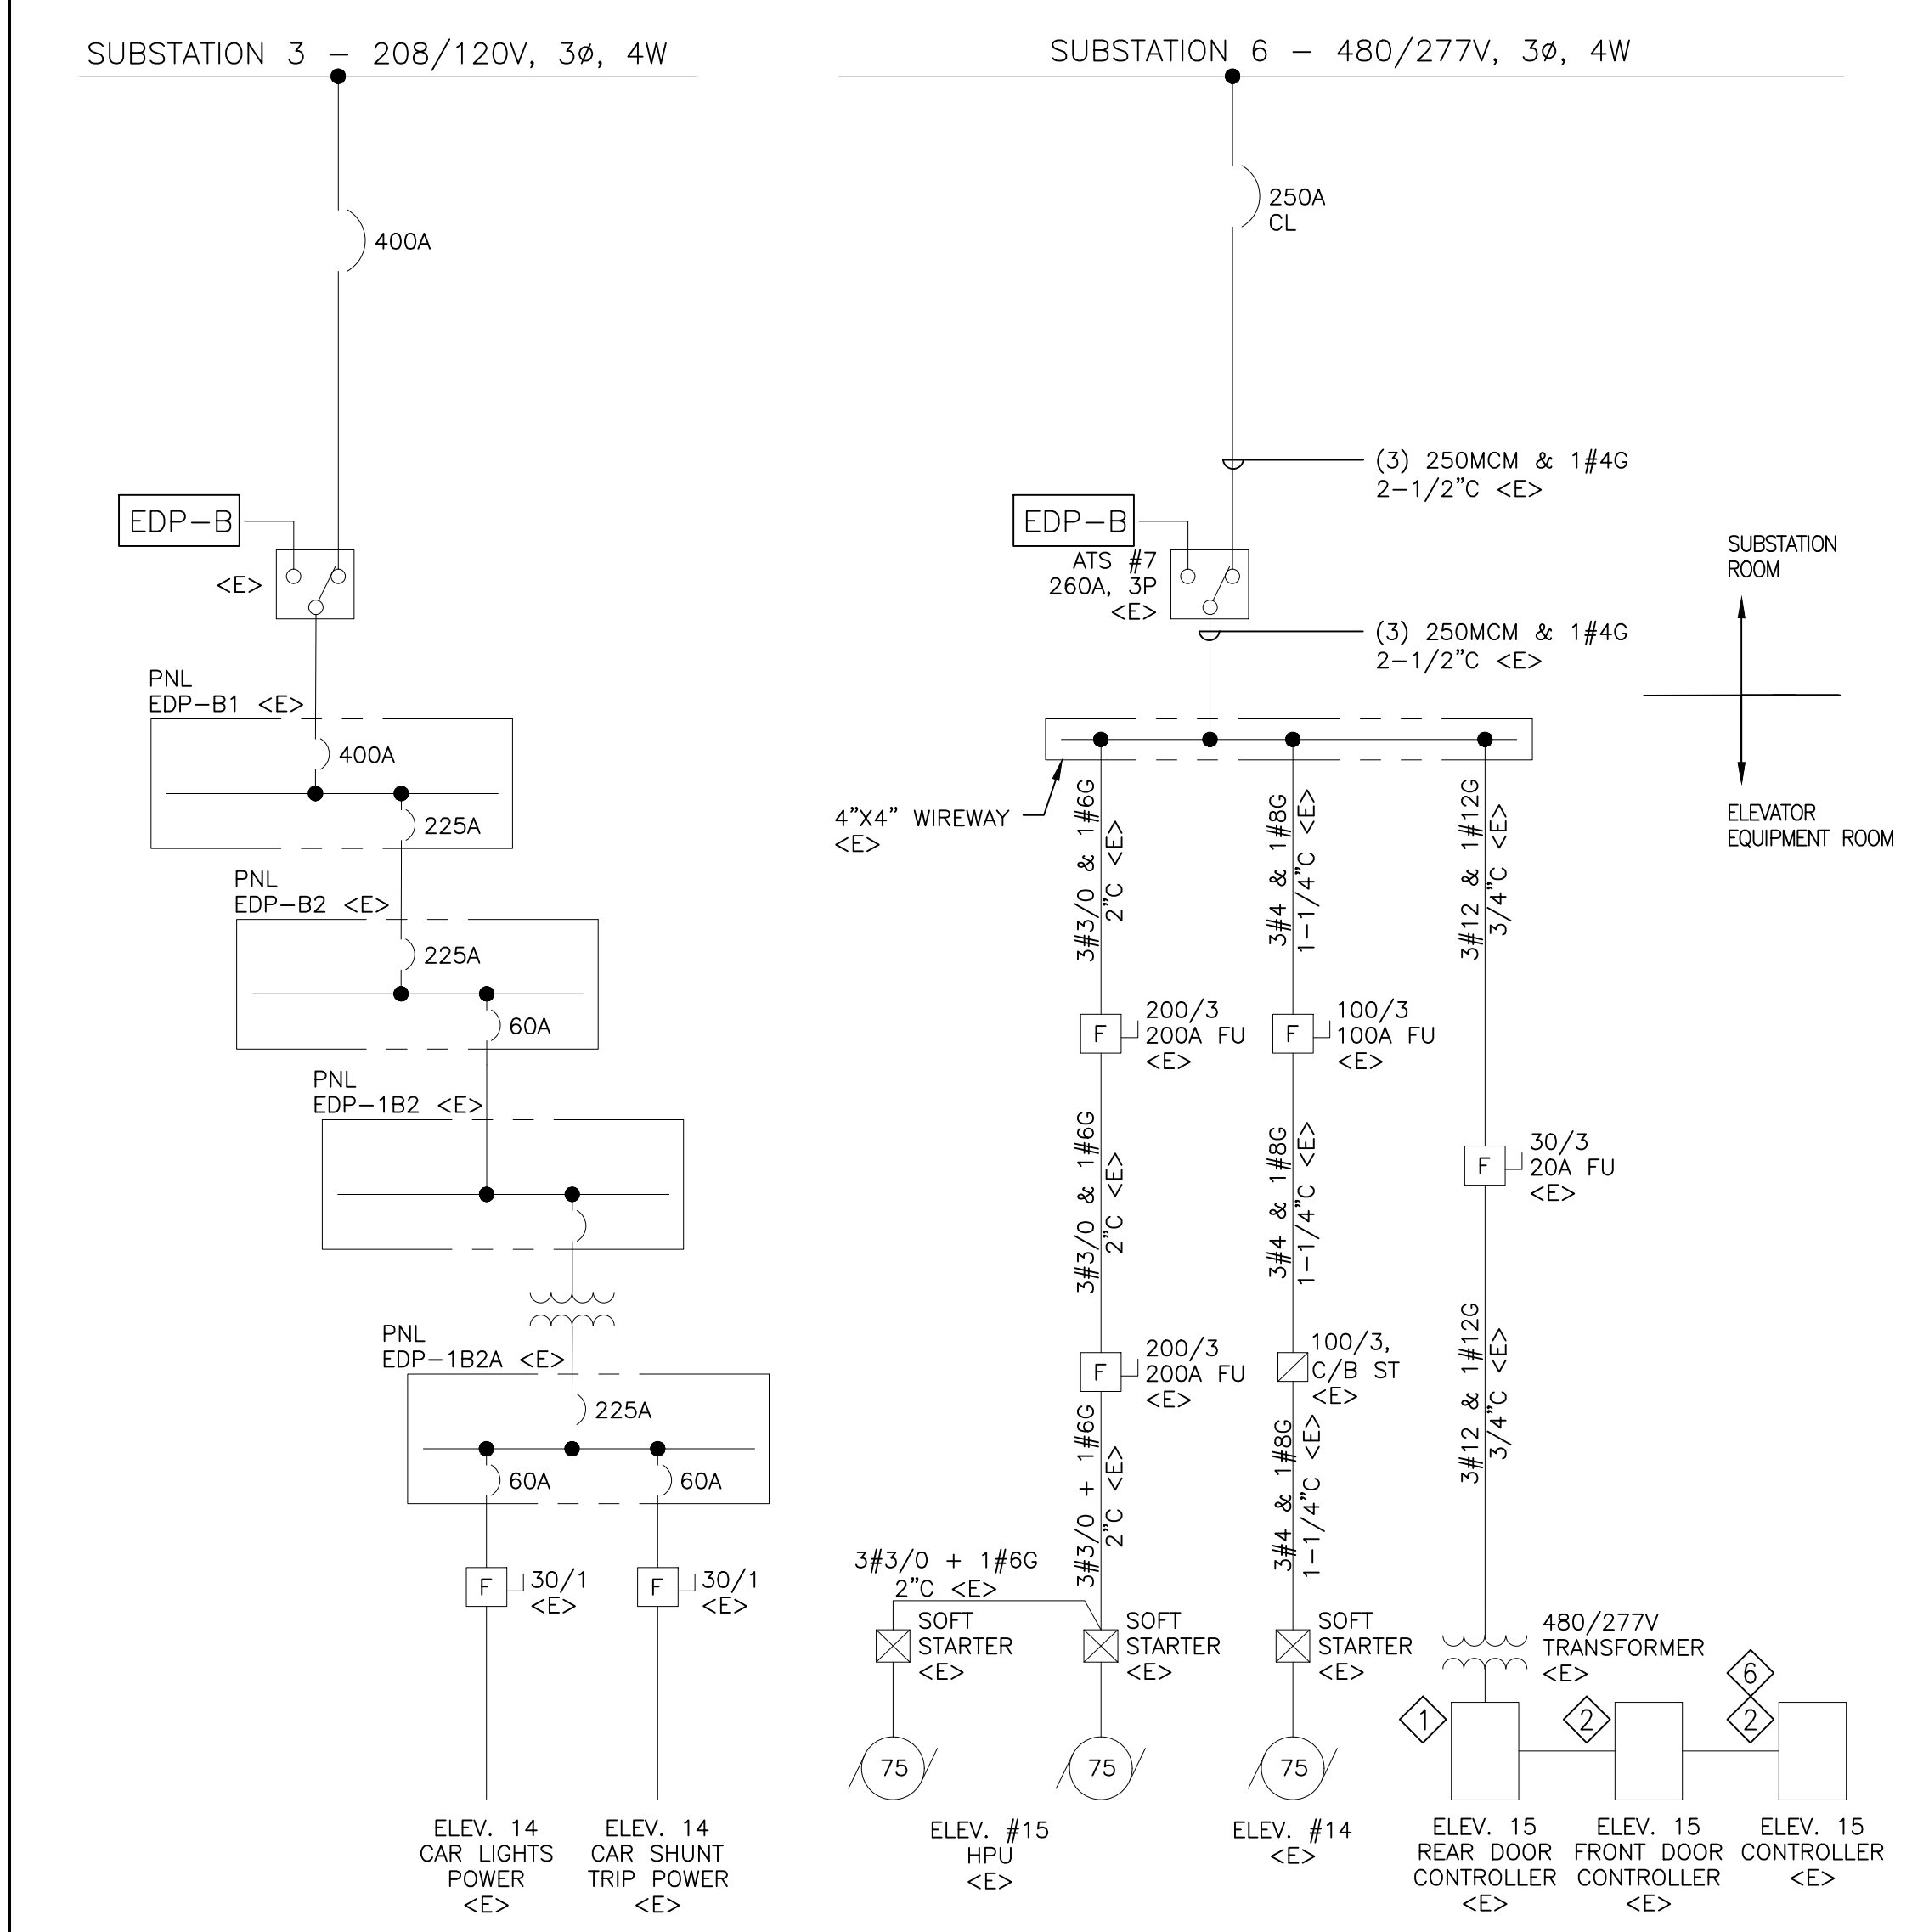 SUBSTATION 3 – 208/120V, 3ø, 4W
400A
EDP–B
<E>
PNL
EDP–B1 <E>
400A
225A
PNL
EDP–B2 <E>
225A
60A
PNL
EDP–1B2 <E>
PNL
EDP–1B2A <E>
225A
60A
60A
F
30/1
<E>
F
30/1
<E>
ELEV. 14
CAR LIGHTS
POWER
<E>
ELEV. 14
CAR SHUNT
TRIP POWER
<E>
SUBSTATION 6 – 480/277V, 3ø, 4W
250A
CL
(3) 250MCM & 1#4G
2–1/2"C <E>
EDP–B
ATS #7
260A, 3P
<E>
(3) 250MCM & 1#4G
2–1/2"C <E>
SUBSTATION
ROOM
ELEVATOR
EQUIPMENT ROOM
4"X4" WIREWAY
<E>
3#3/0 & 1#6G
2"C <E>
3#4 & 1#8G
1–1/4"C <E>
3#12 & 1#12G
3/4"C <E>
F
200/3
200A FU
<E>
F
100/3
100A FU
<E>
F
30/3
20A FU
<E>
3#3/0 & 1#6G
2"C <E>
3#4 & 1#8G
1–1/4"C <E>
3#12 & 1#12G
3/4"C <E>
F
200/3
200A FU
<E>
100/3,
C/B ST
<E>
3#3/0 + 1#6G
2"C <E>
3#4 & 1#8G
1–1/4"C <E>
3#3/0 + 1#6G
2"C <E>
SOFT
STARTER
<E>
SOFT
STARTER
<E>
SOFT
STARTER
<E>
480/277V
TRANSFORMER
<E>
6
1
2
2
75
75
75
ELEV. #15
HPU
<E>
ELEV. #14
<E>
ELEV. 15
REAR DOOR
CONTROLLER
<E>
ELEV. 15
FRONT DOOR
CONTROLLER
<E>
ELEV. 15
CONTROLLER
<E>